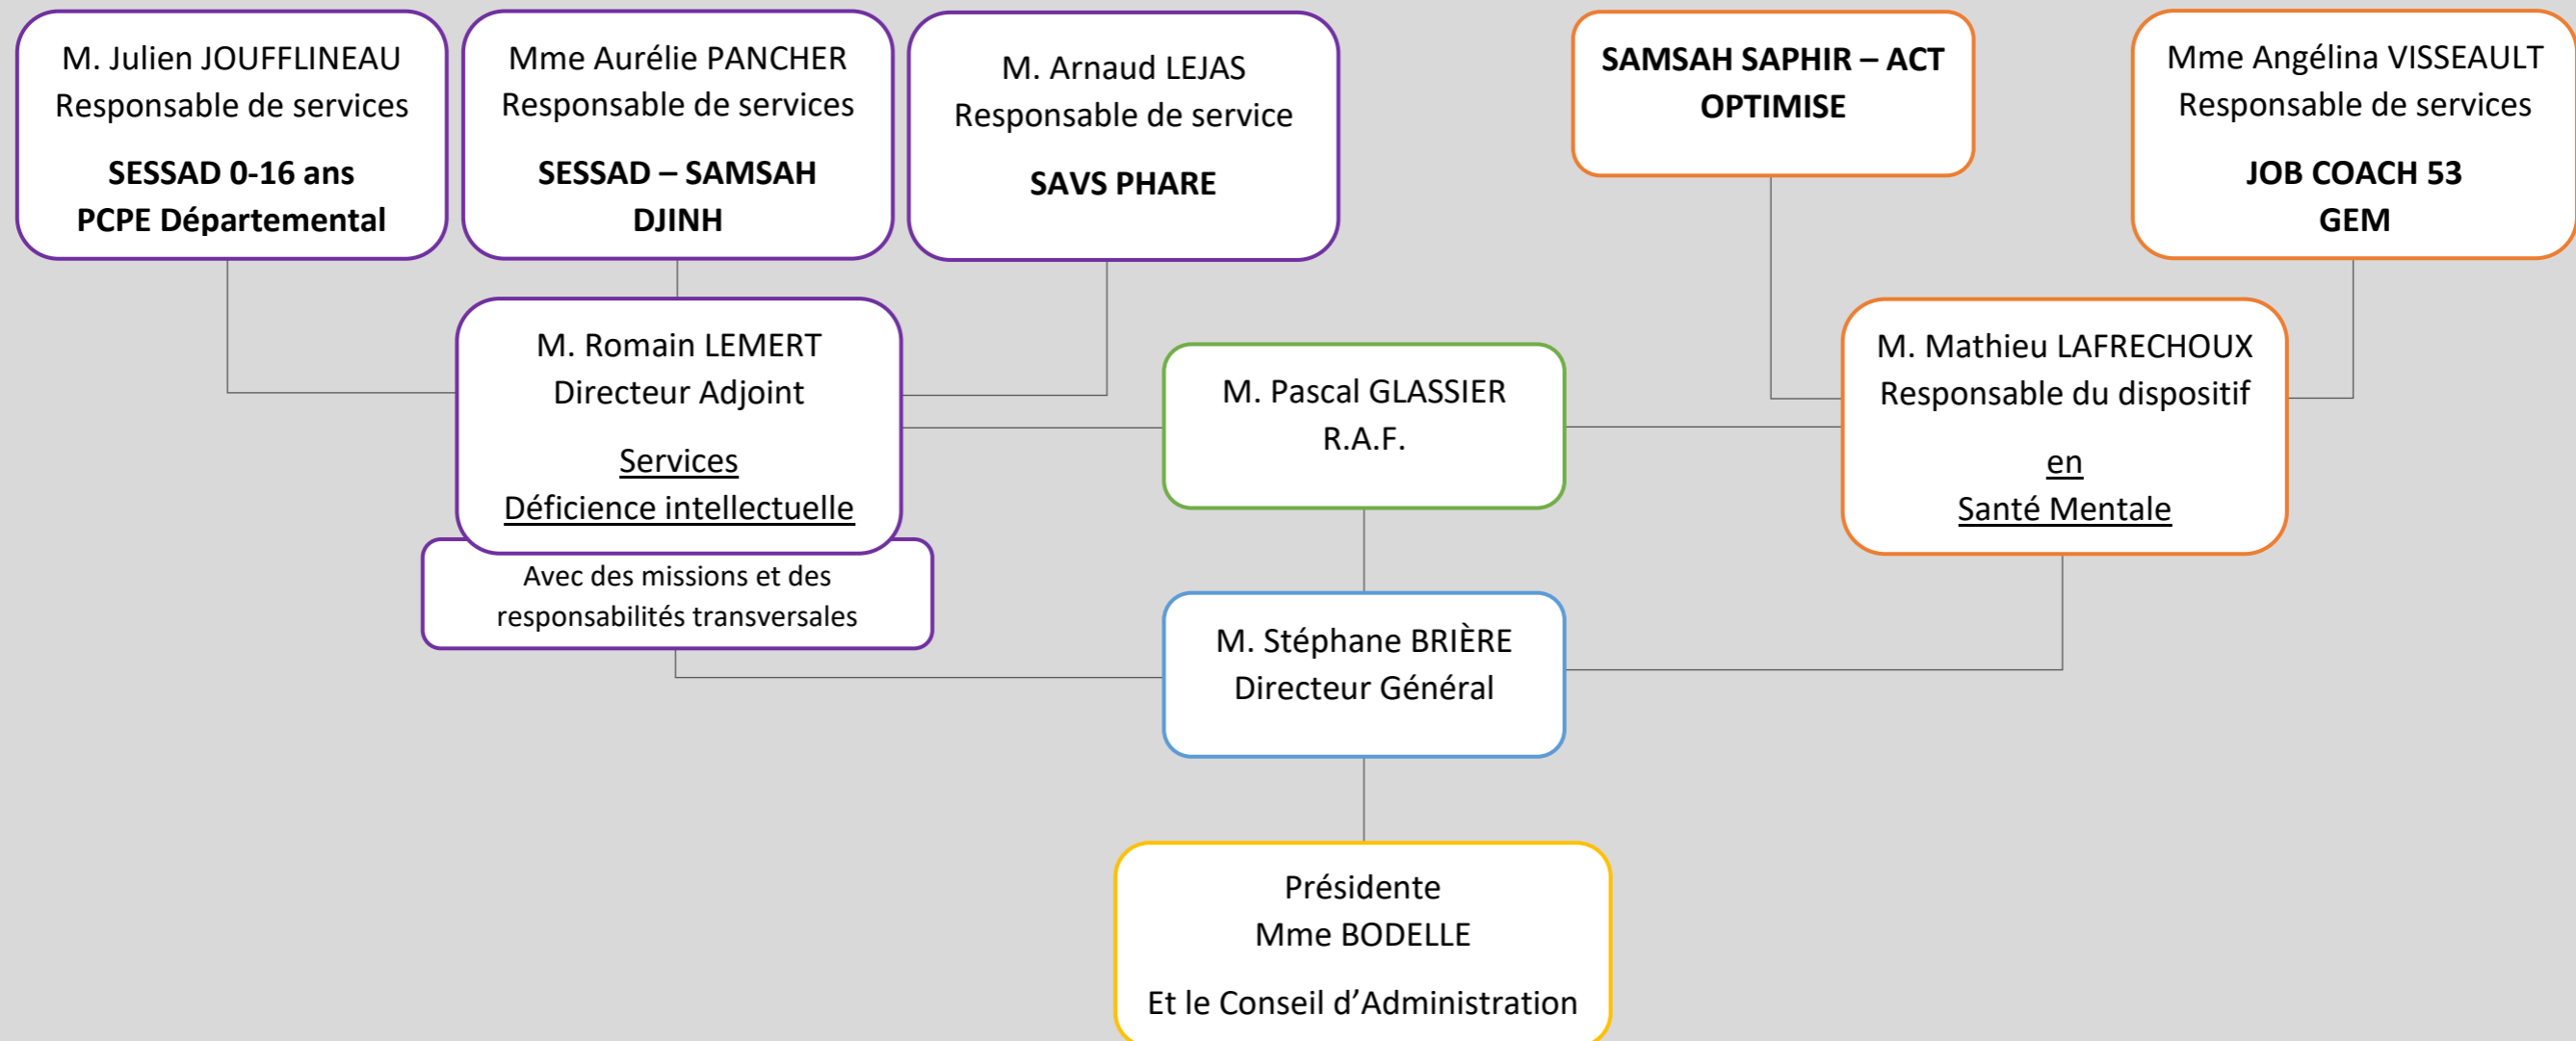 M. Julien JOUFFLINEAU
Responsable de services
SESSAD 0-16 ans
PCPE Départemental
Mme Aurélie PANCHER
Responsable de services
SESSAD – SAMSAH
DJINH
M. Arnaud LEJAS
Responsable de service
SAVS PHARE
SAMSAH SAPHIR – ACT
OPTIMISE
Mme Angélina VISSEAULT
Responsable de services
JOB COACH 53
GEM
M. Romain LEMERT
Directeur Adjoint
Services
Déficience intellectuelle
Avec des missions et des
responsabilités transversales
M. Pascal GLASSIER
R.A.F.
M. Mathieu LAFRECHOUX
Responsable du dispositif
en
Santé Mentale
M. Stéphane BRIÈRE
Directeur Général
Présidente
Mme BODELLE
Et le Conseil d’Administration